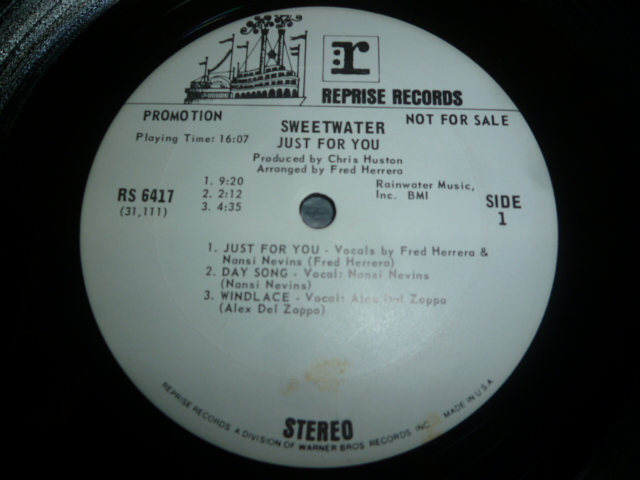 r
REPRISE RECORDS
PROMOTION
NOT FOR SALE
Playing Time: 16:07
SWEETWATER
JUST FOR YOU
Produced by Chris Huston
Arranged by Fred Herrera
RS 6417
(31,111)
1. 9:20
2. 2:12
3. 4:35
Rainwater Music,
Inc. BMI
SIDE
1
1. JUST FOR YOU - Vocals by Fred Herrera &
Nansi Nevins (Fred Herrera)
2. DAY SONG - Vocal: Nansi Nevins
(Nansi Nevins)
3. WINDLACE - Vocal: Alex Del Zoppo
(Alex Del Zoppo)
STEREO
REPRISE RECORDS, A DIVISION OF WARNER BROS. RECORDS INC. MADE IN U.S.A.